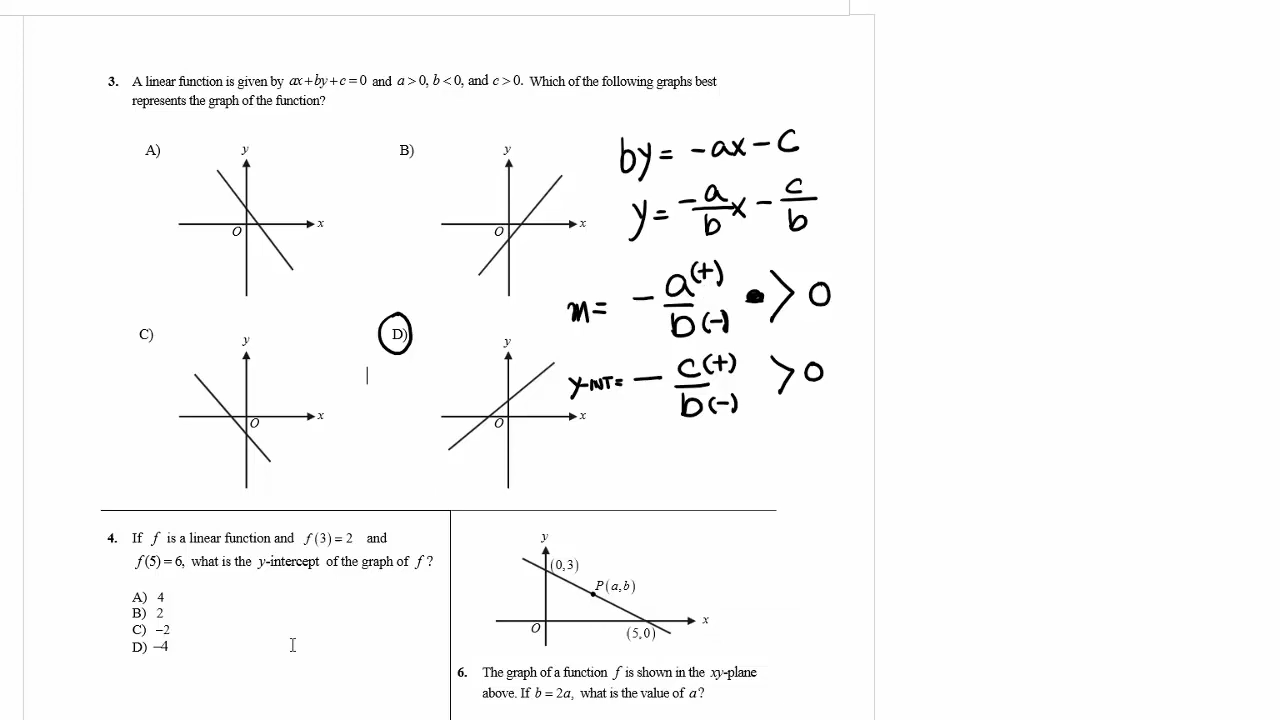 3. A linear function is given by ax+by+c=0 and a>0, b<0, and c>0. Which of the following graphs best
represents the graph of the function?
A)
y
x
O
B)
y
x
O
by = -ax - c
y = -a/b x - c/b
m = - a(+)/b(-) > 0
y-INT = - c(+)/b(-) > 0
C)
y
x
O
D)
y
x
O
4. If f is a linear function and f(3)=2 and
f(5)=6, what is the y-intercept of the graph of f?
A) 4
B) 2
C) −2
D) −4
y
(0,3)
P(a,b)
x
O
(5,0)
6. The graph of a function f is shown in the xy-plane
above. If b=2a, what is the value of a?